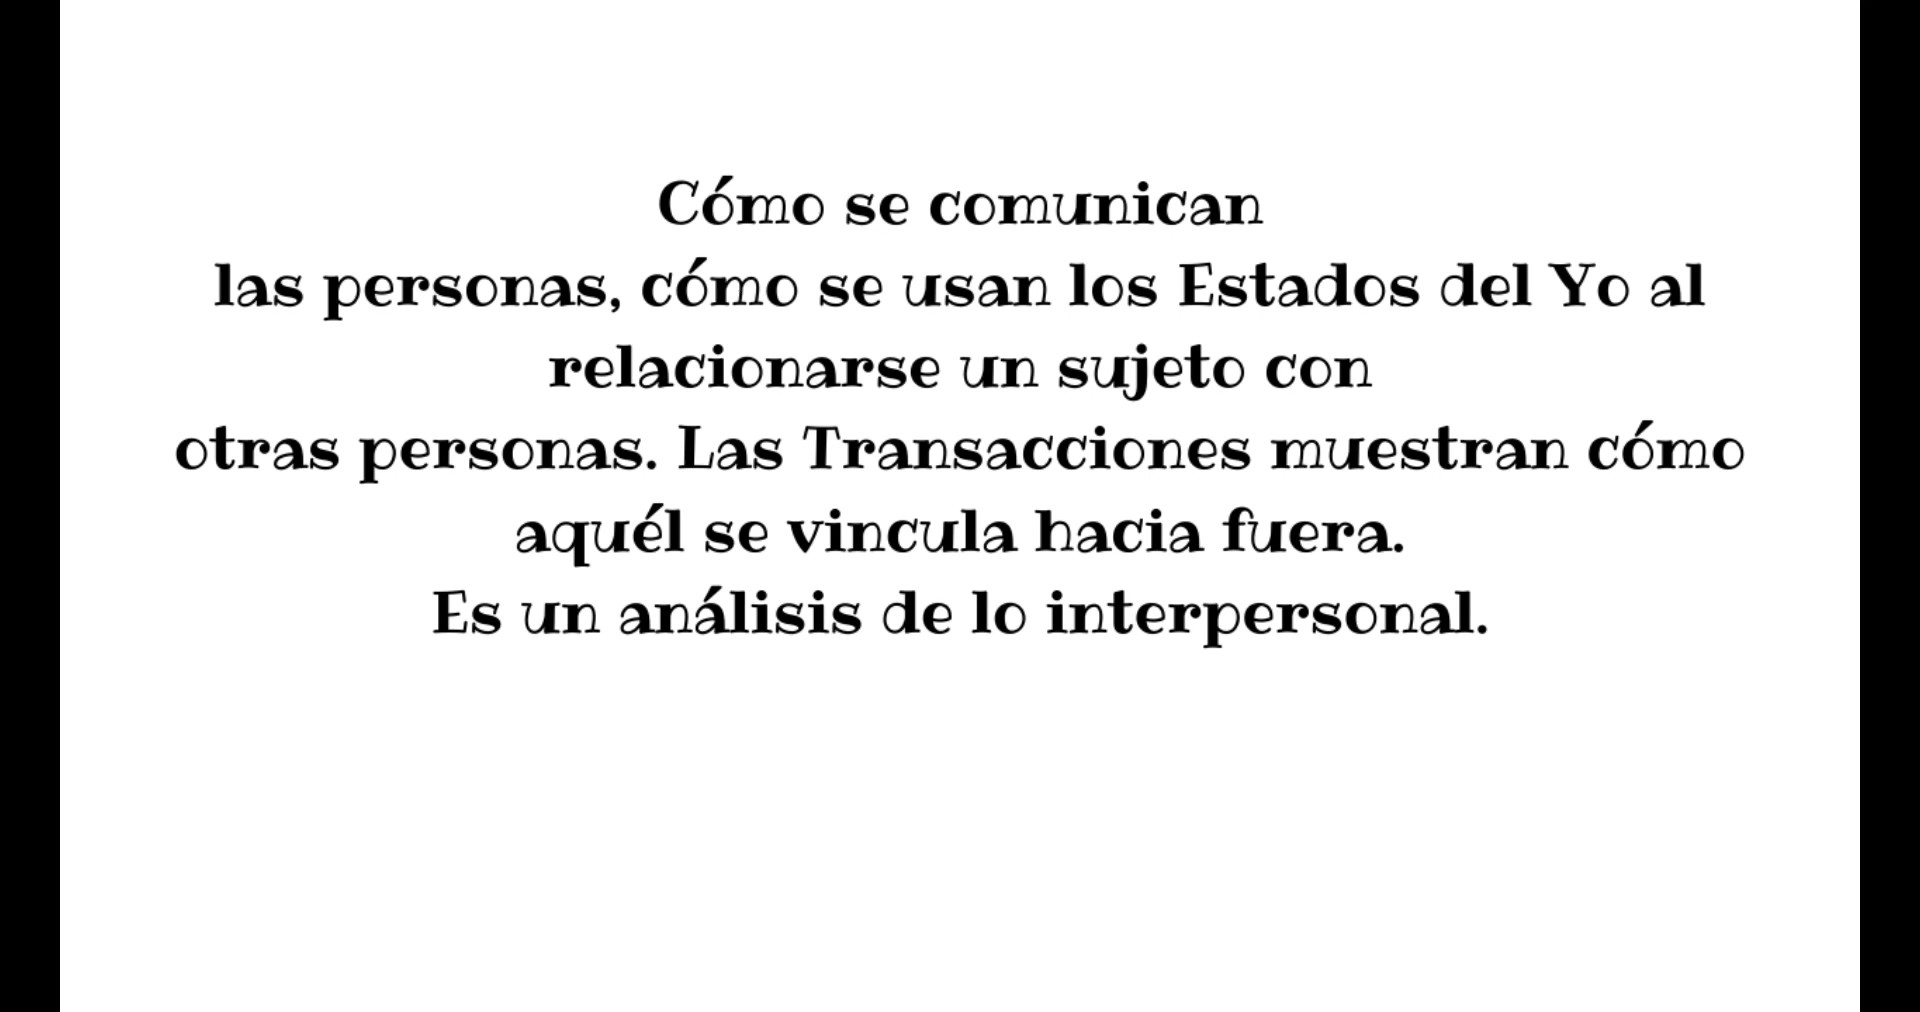 Cómo se comunican
las personas, cómo se usan los Estados del Yo al
relacionarse un sujeto con
otras personas. Las Transacciones muestran cómo
aquél se vincula hacia fuera.
Es un análisis de lo interpersonal.